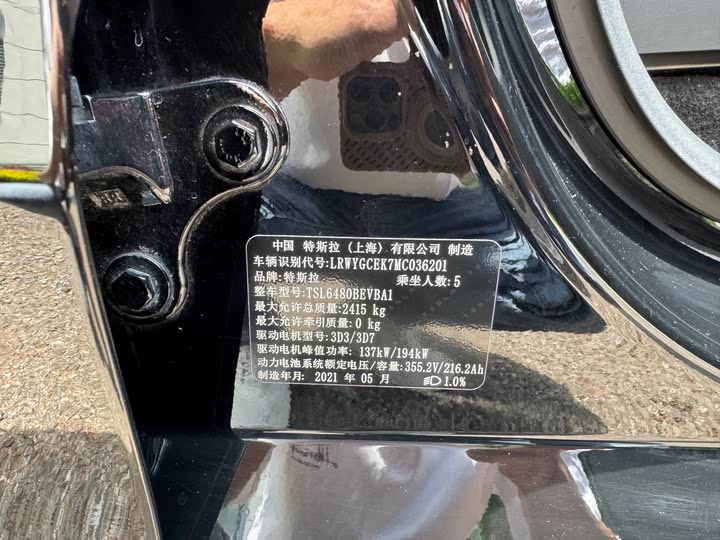 中国 特斯拉 (上海) 有限公司 制造
车辆识别代号:LRWYGCEK7MC036201
品牌:特斯拉 乘坐人数:5
整车型号:TSL6480BEVBA1
最大允许总质量:2415 kg
最大允许牵引质量:0 kg
驱动电机型号:3D3/3D7
驱动电机峰值功率: 137kW/194kW
动力电池系统额定电压/容量:355.2V/216.2Ah
制造年月: 2021 年 05 月 1.0%